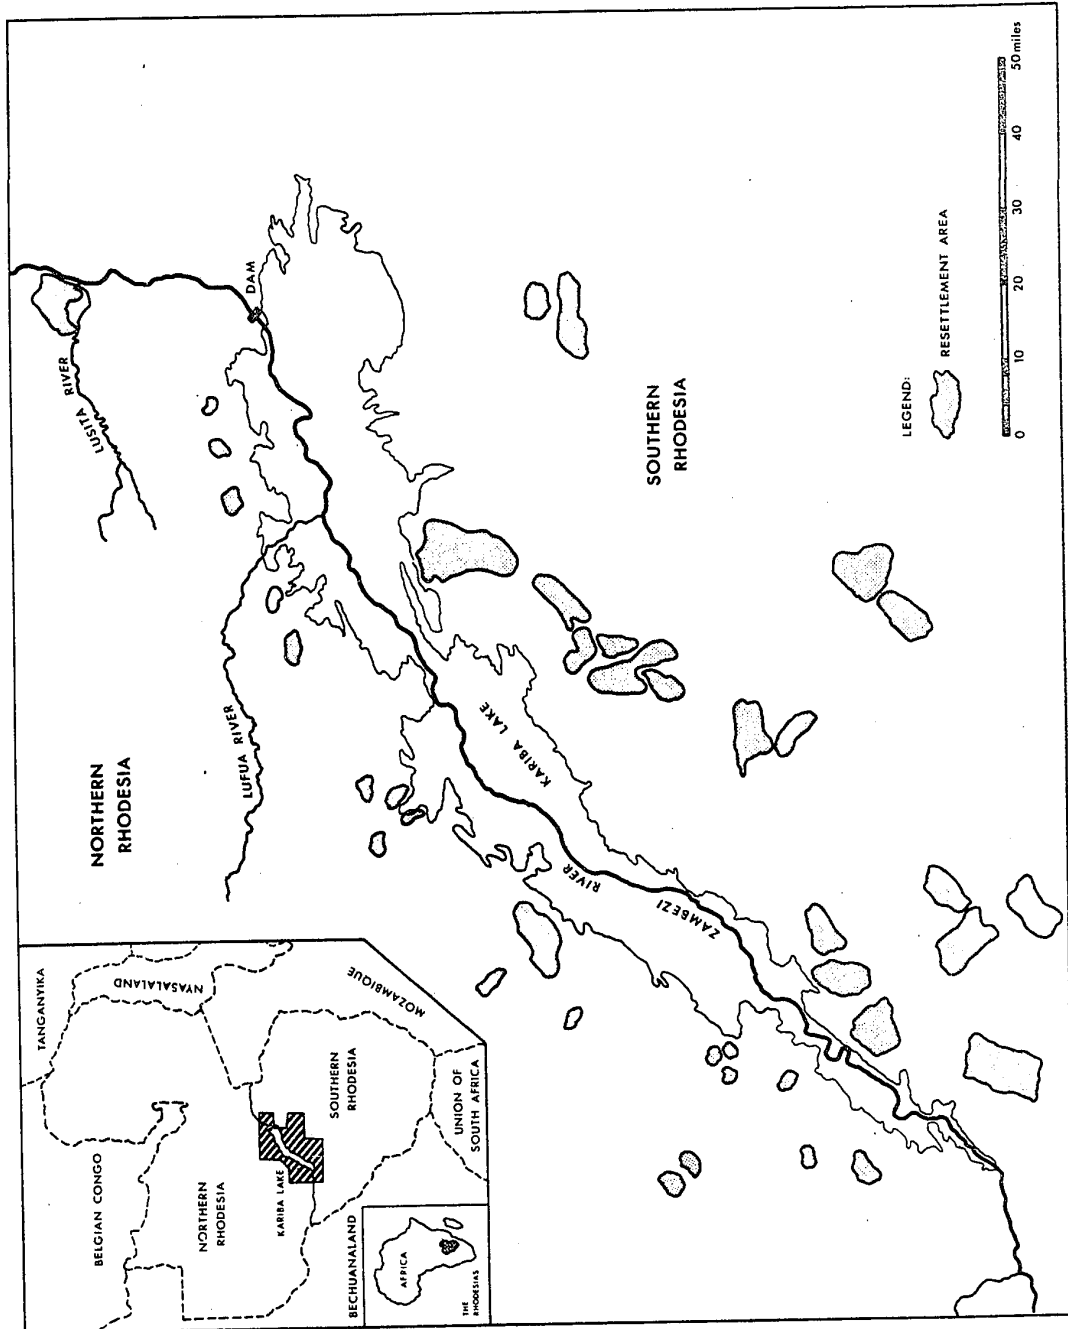 TANGANYIKA
NYASALALAND
MOZAMBIQUE
BELGIAN CONGO
NORTHERN
RHODESIA
SOUTHERN
RHODESIA
KARIBA LAKE
UNION OF
SOUTH AFRICA
BECHUANALAND
AFRICA
THE
RHODESIAS
NORTHERN
RHODESIA
LUSITA RIVER
LUFUA RIVER
DAM
KARIBA LAKE
ZAMBEZI RIVER
SOUTHERN
RHODESIA
LEGEND:
RESETTLEMENT AREA
0 10 20 30 40 50 miles